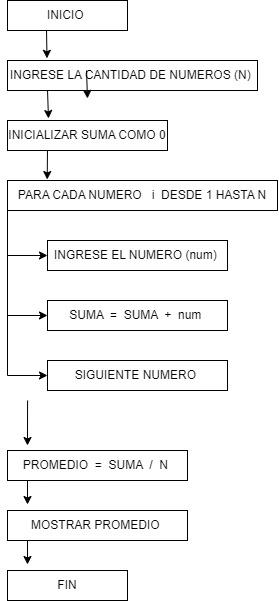 INICIO
INGRESE LA CANTIDAD DE NUMEROS (N)
INICIALIZAR SUMA COMO 0
PARA CADA NUMERO i DESDE 1 HASTA N
INGRESE EL NUMERO (num)
SUMA = SUMA + num
SIGUIENTE NUMERO
PROMEDIO = SUMA / N
MOSTRAR PROMEDIO
FIN